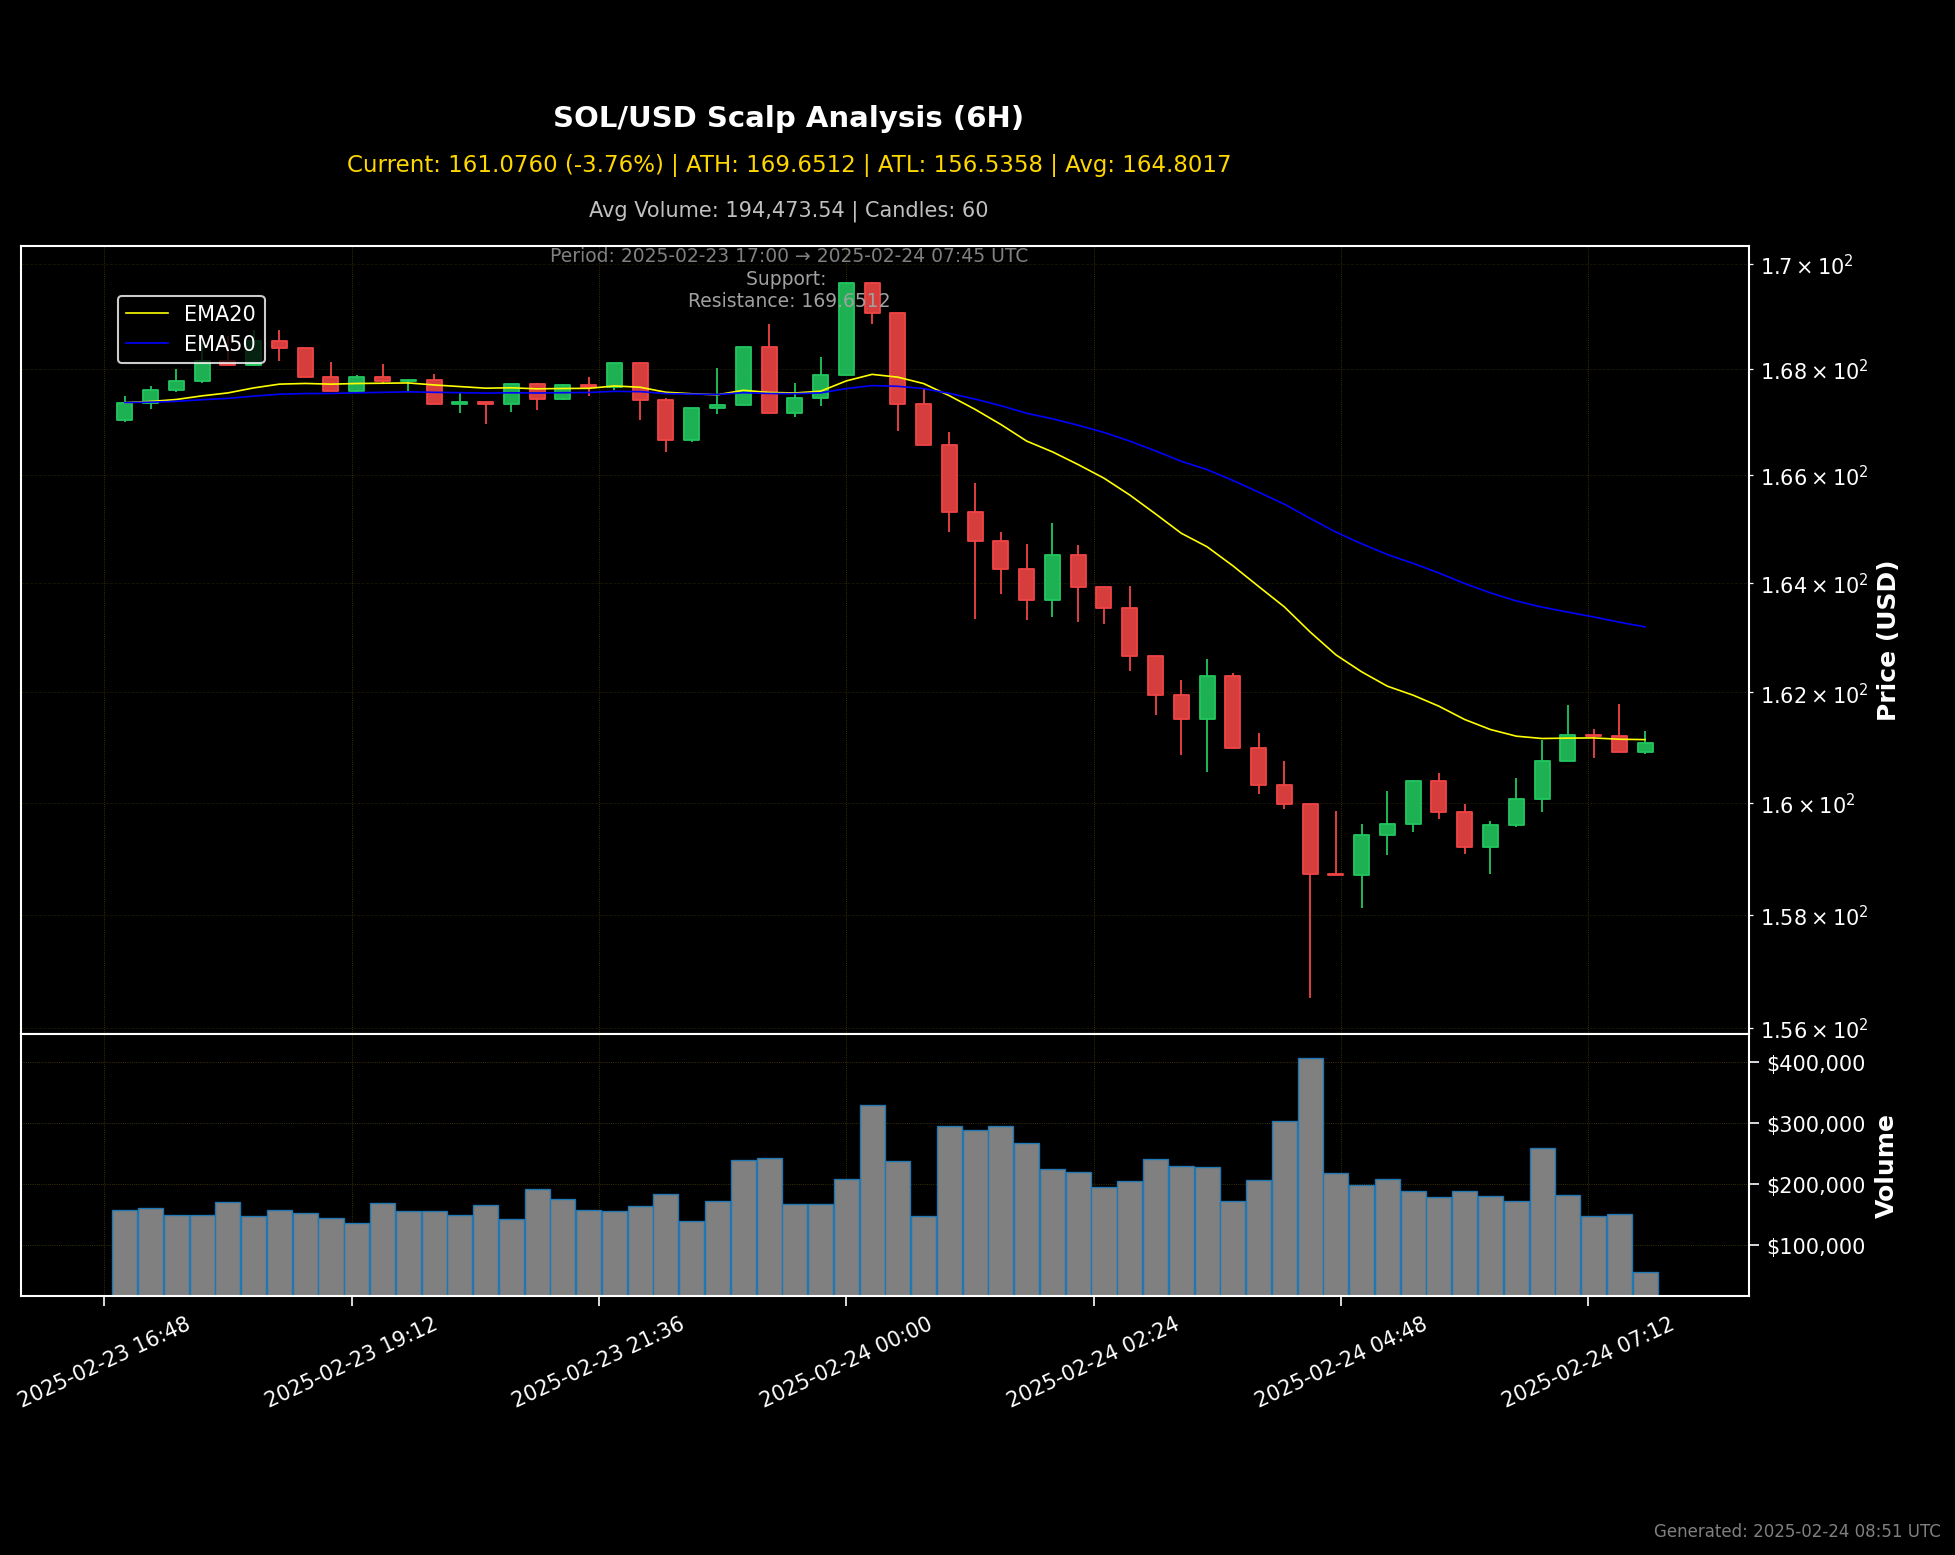 SOL/USD Scalp Analysis (6H)
Current: 161.0760 (-3.76%) | ATH: 169.6512 | ATL: 156.5358 | Avg: 164.8017
Avg Volume: 194,473.54 | Candles: 60
Period: 2025-02-23 17:00 → 2025-02-24 07:45 UTC
Support:
Resistance: 169.6512
EMA20
EMA50
1.7 × 10²
1.68 × 10²
1.66 × 10²
1.64 × 10²
1.62 × 10²
1.6 × 10²
1.58 × 10²
1.56 × 10²
Price (USD)
$400,000
$300,000
$200,000
$100,000
Volume
2025-02-23 16:48
2025-02-23 19:12
2025-02-23 21:36
2025-02-24 00:00
2025-02-24 02:24
2025-02-24 04:48
2025-02-24 07:12
Generated: 2025-02-24 08:51 UTC